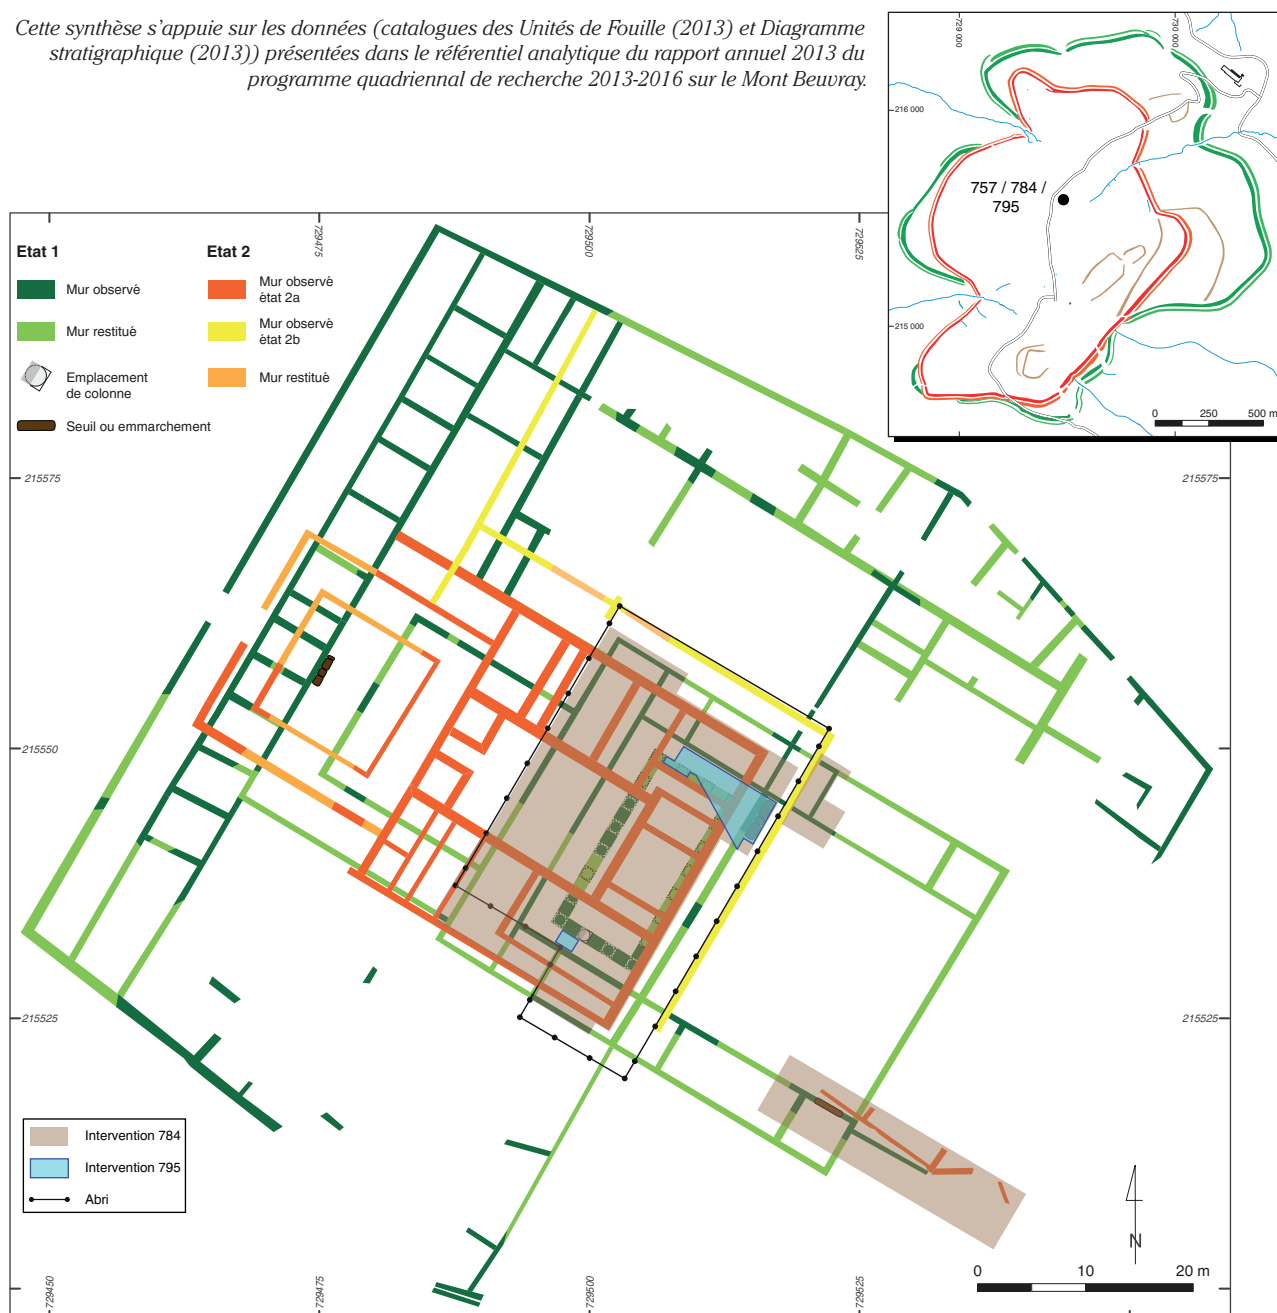 Cette synthèse s'appuie sur les données (catalogues des Unités de Fouille (2013) et Diagramme
stratigraphique (2013)) présentées dans le référentiel analytique du rapport annuel 2013 du
programme quadriennal de recherche 2013-2016 sur le Mont Beuvray.
729 000
730 000
216 000
757 / 784 /
795
215 000
0 250 500 m
729475
729500
729525
Etat 1
Mur observé
Mur restitué
Emplacement
de colonne
Seuil ou emmarchement
Etat 2
Mur observé
état 2a
Mur observé
état 2b
Mur restitué
215575
215575
215550
215550
215525
215525
Intervention 784
Intervention 795
Abri
N
0 10 20 m
729450
729475
729500
729525